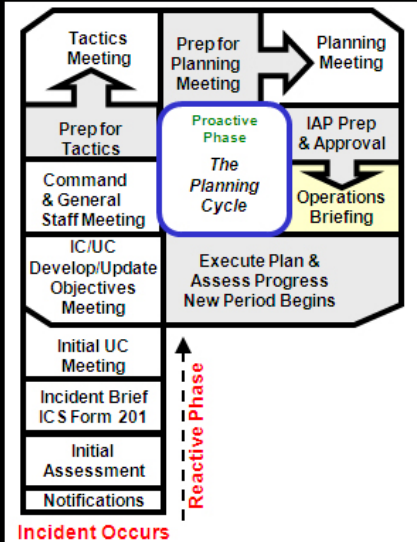 Tactics
Meeting
Prep for
Planning
Meeting
Planning
Meeting
Prep for
Tactics
Proactive
Phase
The
Planning
Cycle
IAP Prep
& Approval
Command
& General
Staff Meeting
Operations
Briefing
IC/UC
Develop/Update
Objectives
Meeting
Execute Plan &
Assess Progress
New Period Begins
Initial UC
Meeting
Incident Brief
ICS Form 201
Initial
Assessment
Notifications
Reactive Phase
Incident Occurs